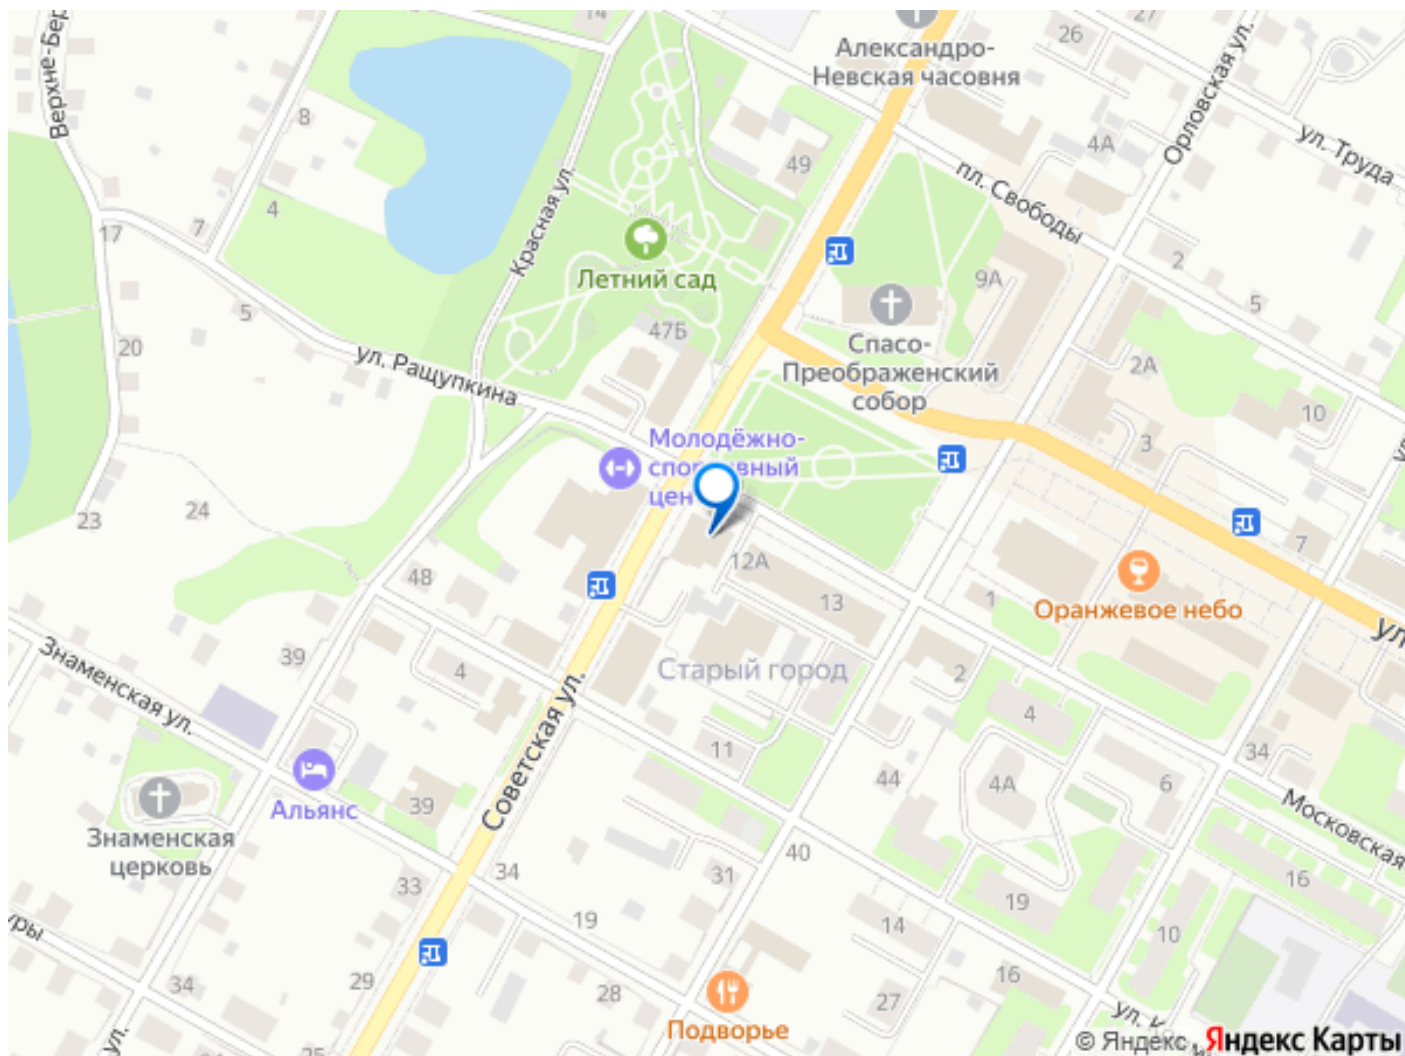 14
27
26
Александро-
Невская часовня
Орловская ул.
Верхне-Бер
8
4А
ул. Труда
49
пл. Свободы
Красная ул.
4
7
17
Летний сад
2
9А
5
5
47Б
20
ул. Ращупкина
Спасо-
Преображенский
собор
2А
10
3
Молодёжно-
спортивный
цен
24
23
7
48
12А
13
1
Оранжевое небо
ул
Знаменская ул.
39
4
Старый город
2
4
Советская ул.
11
34
44
4А
6
Альянс
39
Московская
Знаменская
церковь
40
33
34
31
16
19
19
14
10
уры
34
29
28
16
27
Подворье
ул.
25
ул. К
© Яндекс
Яндекс Карты